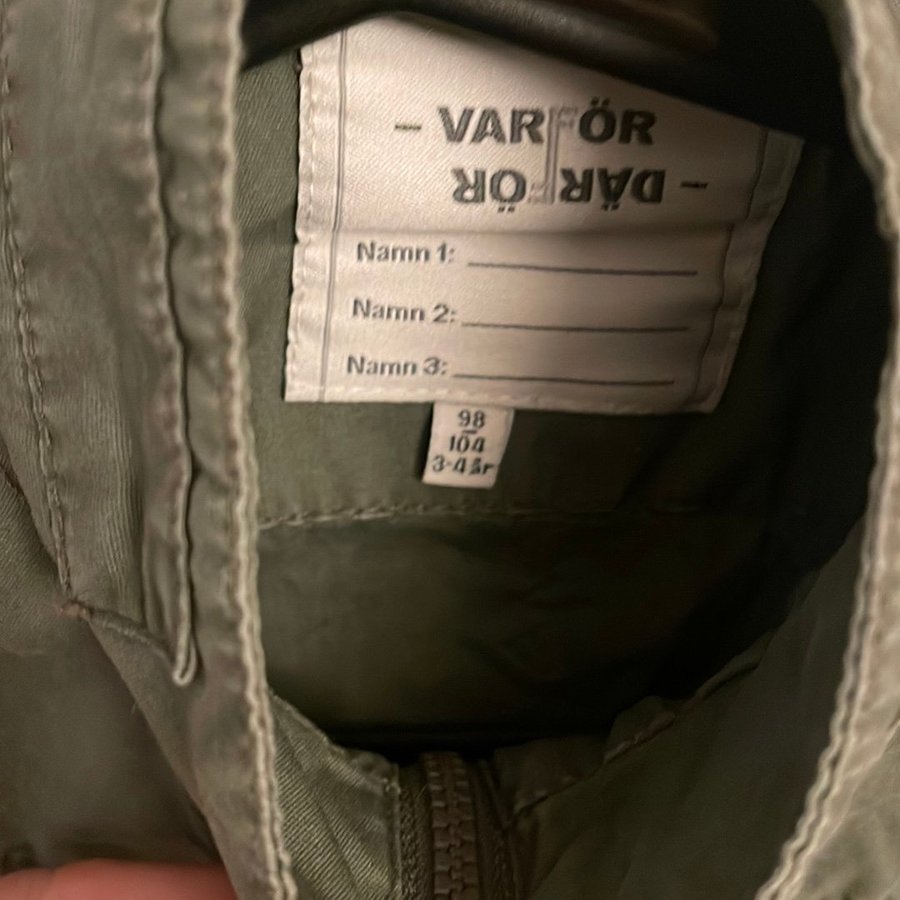 - VARFÖR
DÄRFÖR -
Namn 1:
Namn 2:
Namn 3:
98
104
3-4 år